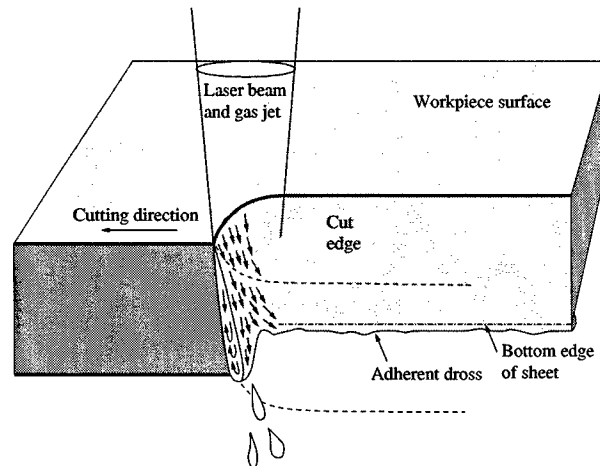 Laser beam
and gas jet
Workpiece surface
Cutting direction
Cut
edge
Bottom edge
of sheet
Adherent dross